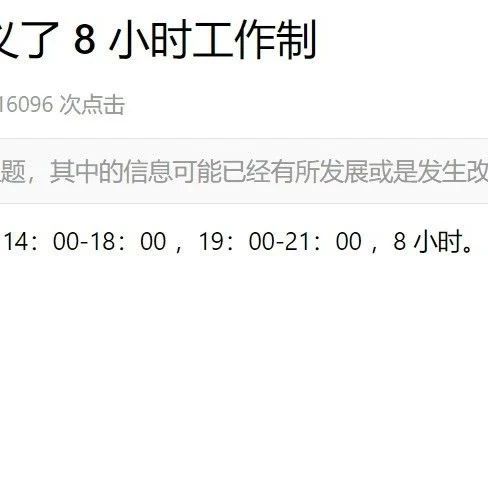 义了 8 小时工作制
16096 次点击
题，其中的信息可能已经有所发展或是发生改
14：00-18：00 ，19：00-21：00 ，8 小时。